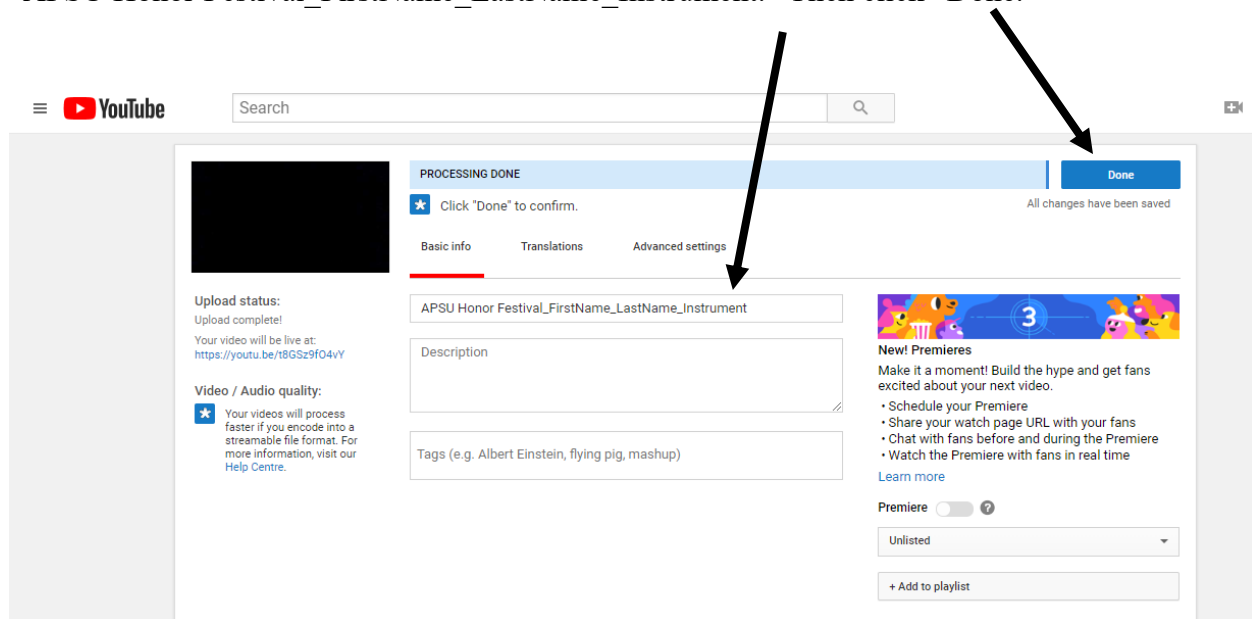 APSU Honor Festival_FirstName_LastName_Instrument." Then click "Done."
YouTube
Search
PROCESSING DONE
Done
Click "Done" to confirm.
All changes have been saved
Basic info
Translations
Advanced settings
Upload status:
Upload complete!
Your video will be live at:
https://youtu.be/t8GSz9fO4vY
Video / Audio quality:
Your videos will process
faster if you encode into a
streamable file format. For
more information, visit our
Help Centre.
APSU Honor Festival_FirstName_LastName_Instrument
Description
Tags (e.g. Albert Einstein, flying pig, mashup)
3
New! Premieres
Make it a moment! Build the hype and get fans
excited about your next video.
• Schedule your Premiere
• Share your watch page URL with your fans
• Chat with fans before and during the Premiere
• Watch the Premiere with fans in real time
Learn more
Premiere ?
Unlisted
+ Add to playlist